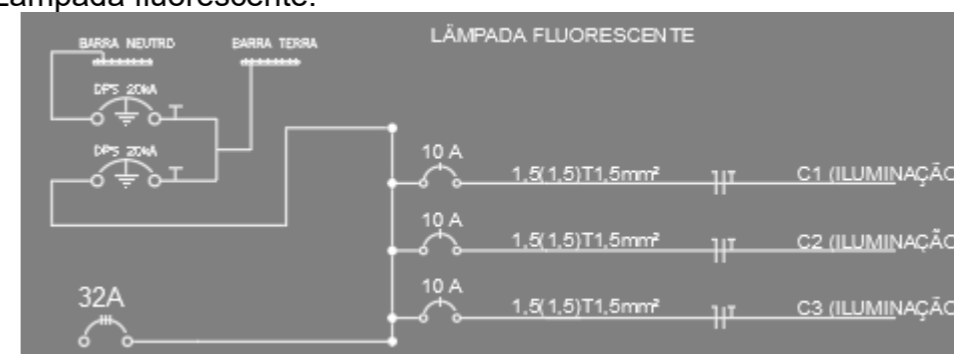 Lâmpada fluorescente.
LÂMPADA FLUORESCENTE
BARRA NEUTRO
BARRA TERRA
DPS 20kA
T
DPS 20kA
T
10 A
1,5(1,5)T1,5mm²
T
C1 (ILUMINAÇÃO
10 A
1,5(1,5)T1,5mm²
T
C2 (ILUMINAÇÃO
10 A
1,5(1,5)T1,5mm²
T
C3 (ILUMINAÇÃO
32A